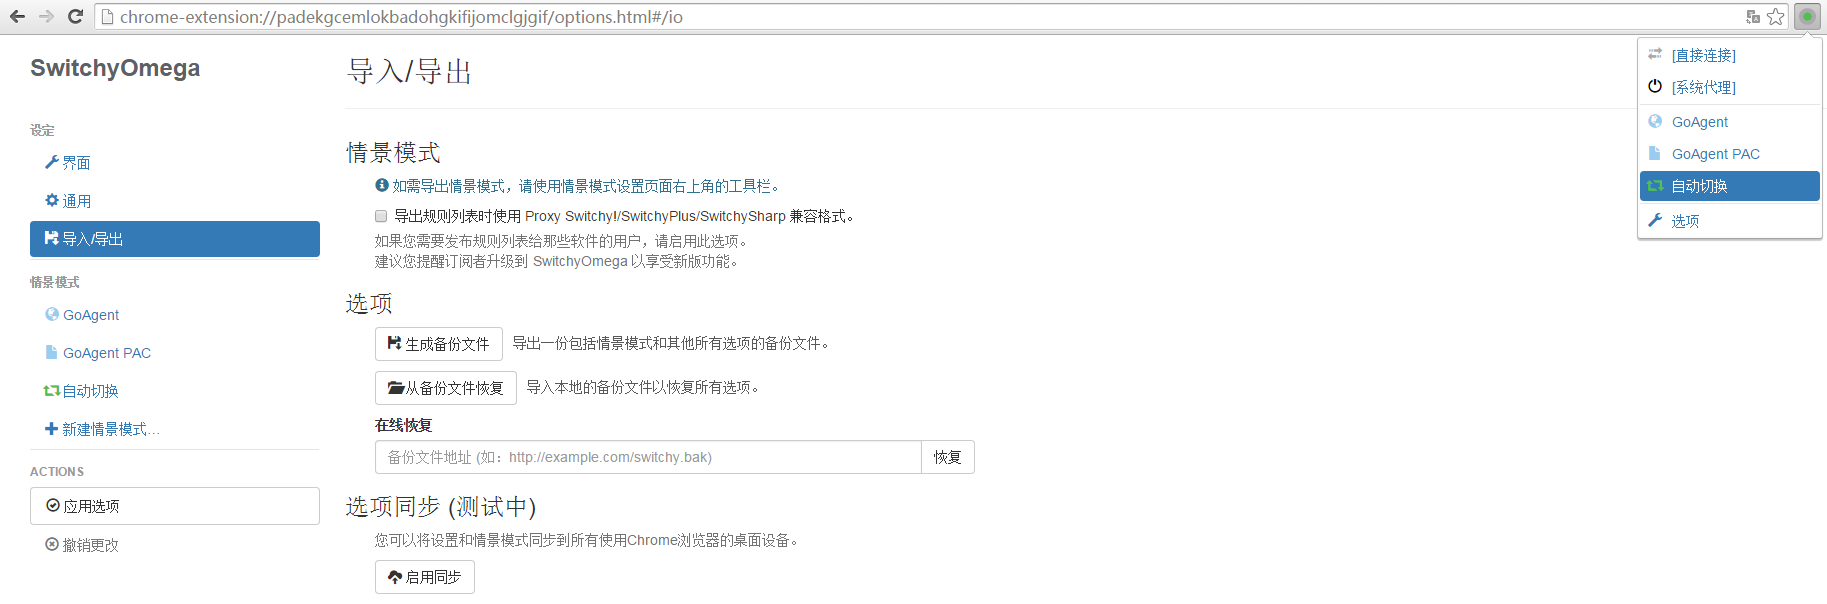 chrome-extension://padekgcemlokbadohgkifijomclgjgif/options.html#/io
SwitchyOmega
设定
界面
通用
导入/导出
情景模式
GoAgent
GoAgent PAC
自动切换
新建情景模式...
ACTIONS
应用选项
撤销更改
导入/导出
情景模式
如需导出情景模式，请使用情景模式设置页面右上角的工具栏。
导出规则列表时使用 Proxy Switchy!/SwitchyPlus/SwitchySharp 兼容格式。
如果您需要发布规则列表给那些软件的用户，请启用此选项。
建议您提醒订阅者升级到 SwitchyOmega 以享受新版功能。
选项
生成备份文件 导出一份包括情景模式和其他所有选项的备份文件。
从备份文件恢复 导入本地的备份文件以恢复所有选项。
在线恢复
备份文件地址 (如：http://example.com/switchy.bak) 恢复
选项同步 (测试中)
您可以将设置和情景模式同步到所有使用Chrome浏览器的桌面设备。
启用同步
[直接连接]
[系统代理]
GoAgent
GoAgent PAC
自动切换
选项